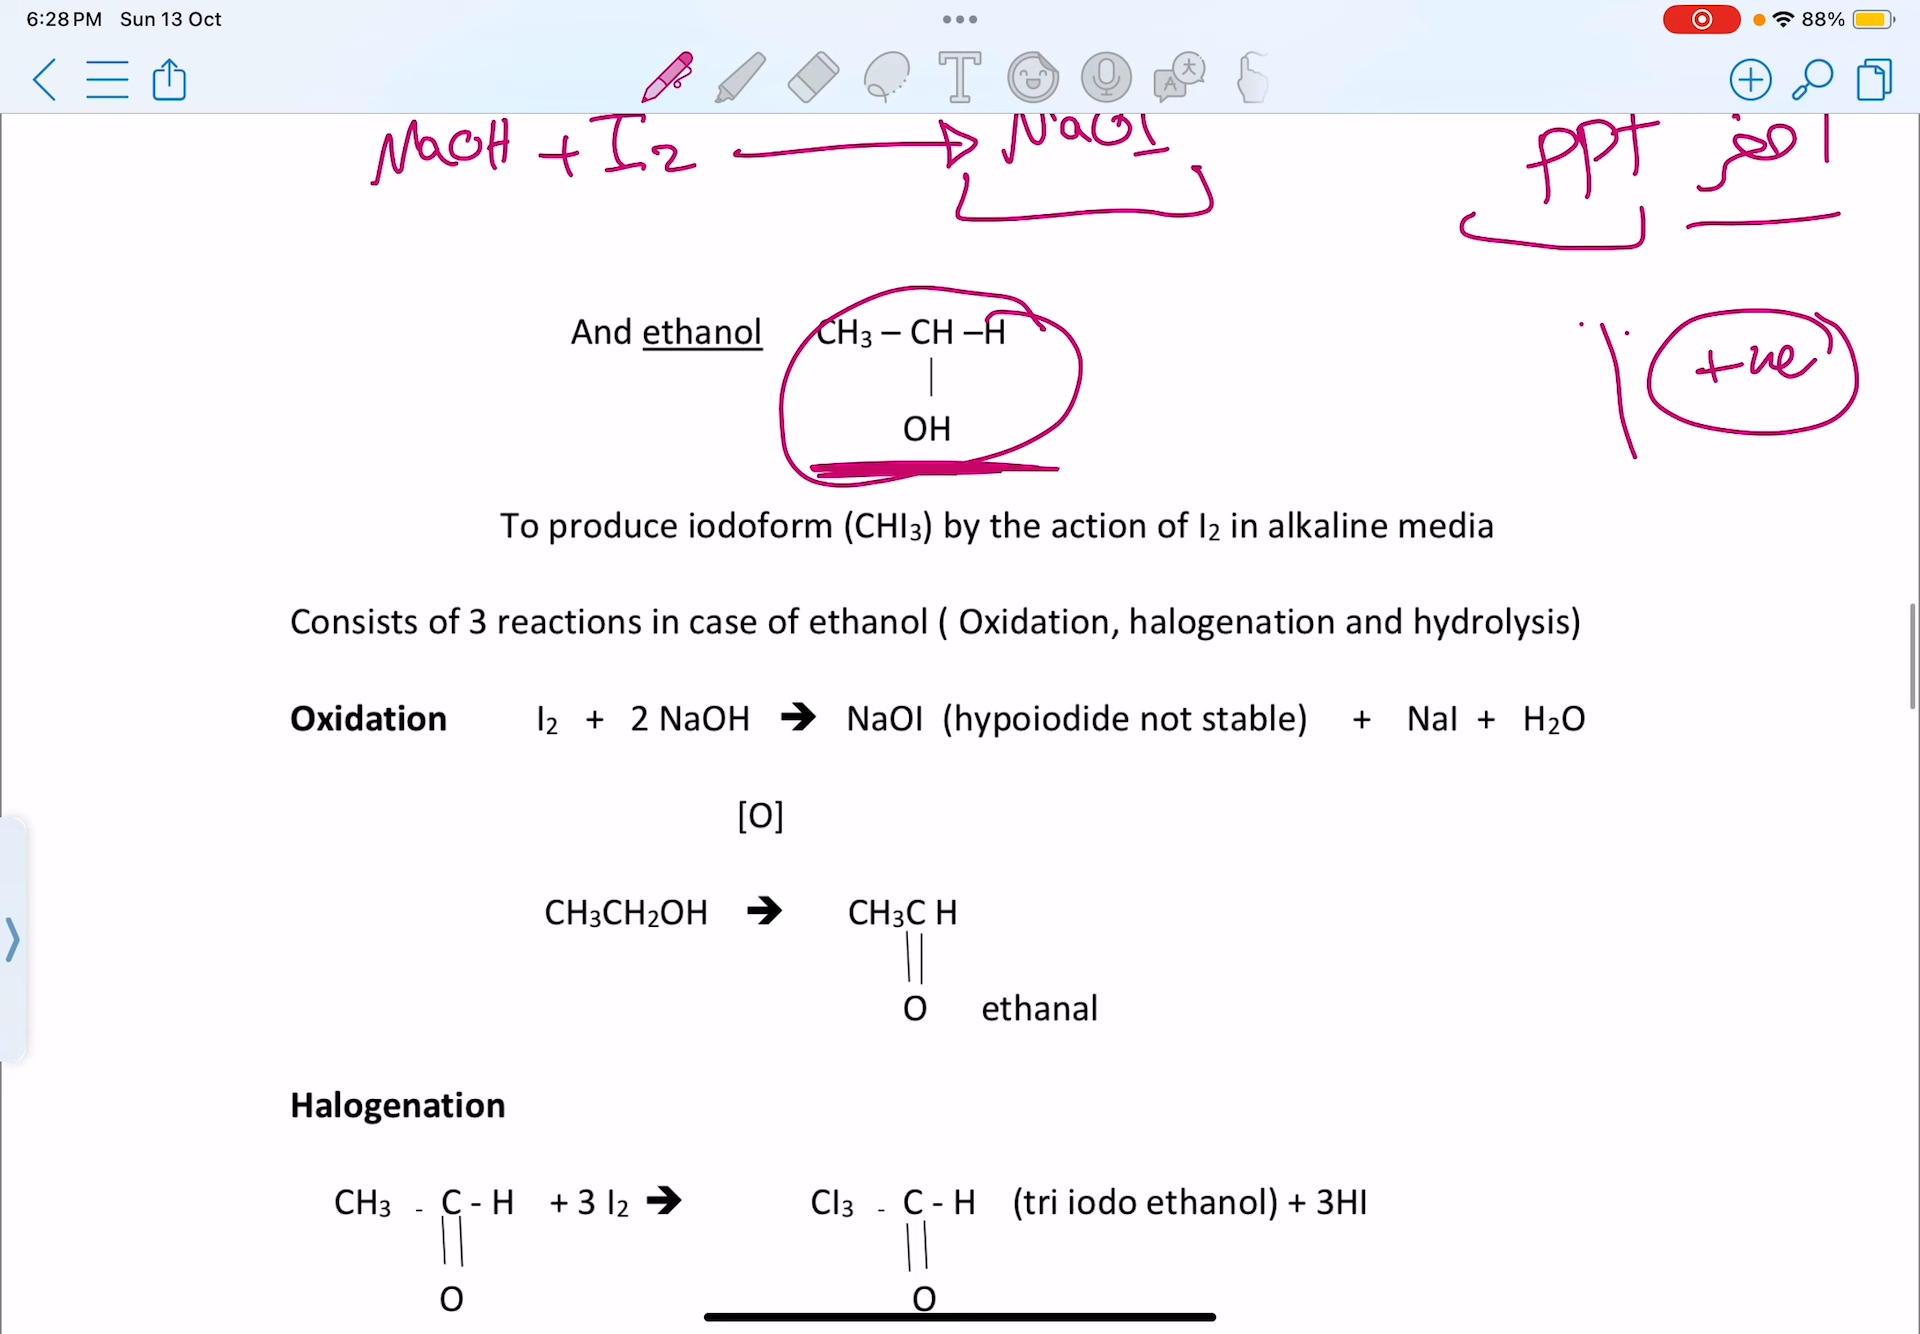 6:28 PM Sun 13 Oct
88%
NaOH + I2 → NaOI
ppt
And ethanol CH3 – CH –H
|
OH
+ve
To produce iodoform (CHI3) by the action of I2 in alkaline media
Consists of 3 reactions in case of ethanol ( Oxidation, halogenation and hydrolysis)
Oxidation I2 + 2 NaOH ➔ NaOI (hypoiodide not stable) + NaI + H2O
[O]
CH3CH2OH ➔ CH3C H
||
O ethanal
Halogenation
CH3 - C - H + 3 I2 ➔ CI3 - C - H (tri iodo ethanol) + 3HI
|| ||
O O